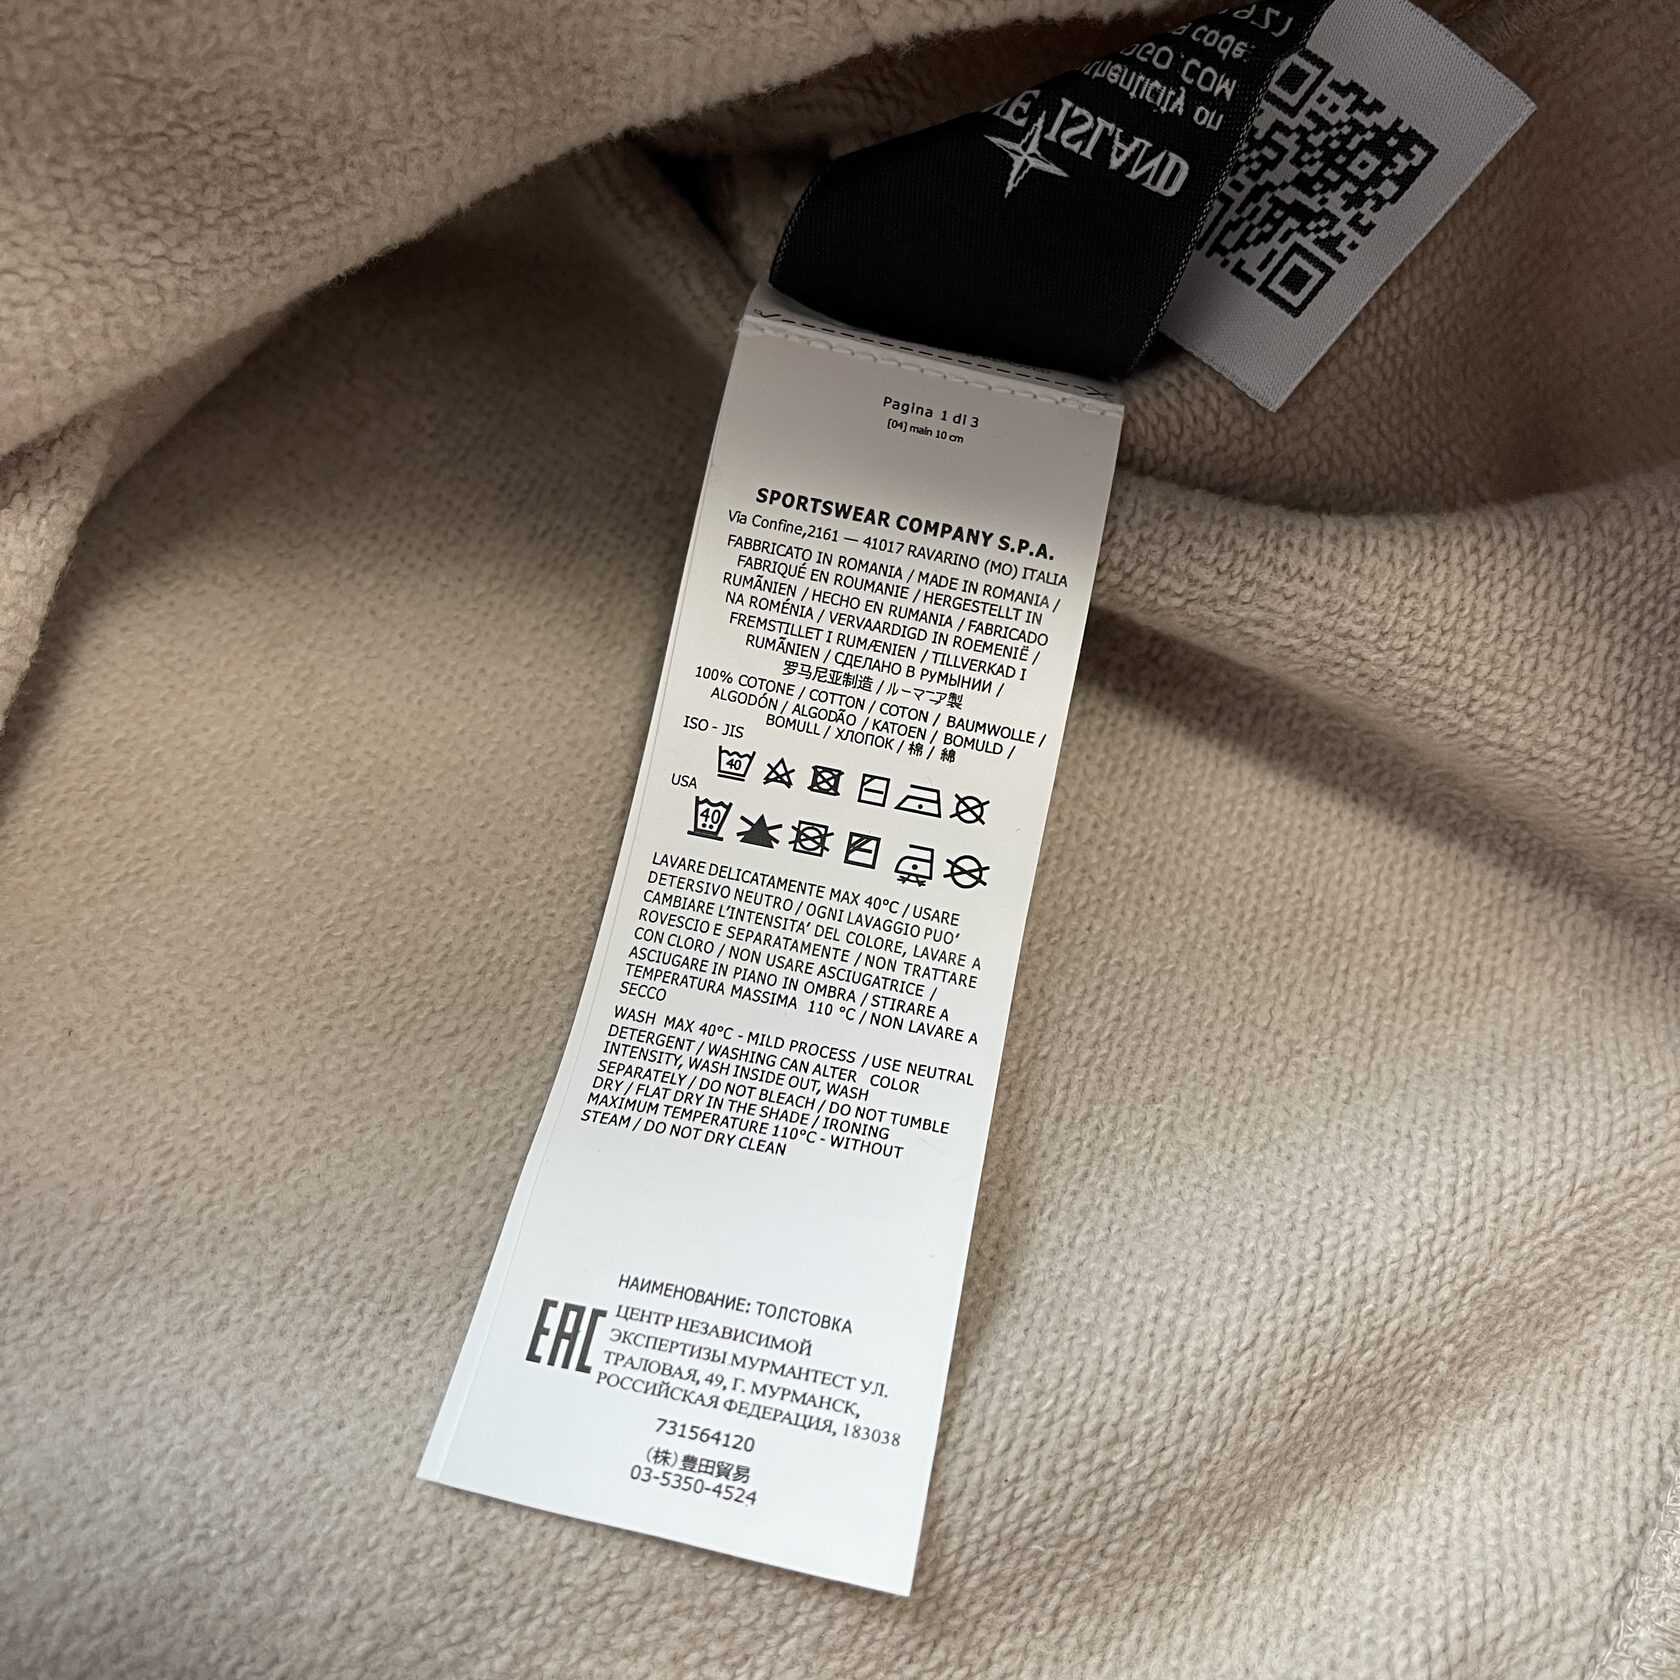 ISLAND
Pagina 1 di 3
[04] main 10 cm
SPORTSWEAR COMPANY S.P.A.
Via Confine,2161 — 41017 RAVARINO (MO) ITALIA
FABBRICATO IN ROMANIA / MADE IN ROMANIA /
FABRIQUÉ EN ROUMANIE / HERGESTELLT IN
RUMÃNIEN / HECHO EN RUMANIA / FABRICADO
NA ROMÉNIA / VERVAARDIGD IN ROEMENIË /
FREMSTILLET I RUMÆNIEN / TILLVERKAD I
RUMÃNIEN / СДЕЛАНО В РУМЫНИИ /
罗马尼亚制造 / ルーマニア製
100% COTONE / COTTON / COTON / BAUMWOLLE /
ALGODÓN / ALGODÃO / KATOEN / BOMULD /
BOMULL / ХЛОПОК / 棉 / 綿
ISO - JIS
40
USA
40
LAVARE DELICATAMENTE MAX 40°C / USARE
DETERSIVO NEUTRO / OGNI LAVAGGIO PUO’
CAMBIARE L’INTENSITA’ DEL COLORE, LAVARE A
ROVESCIO E SEPARATAMENTE / NON TRATTARE
CON CLORO / NON USARE ASCIUGATRICE /
ASCIUGARE IN PIANO IN OMBRA / STIRARE A
TEMPERATURA MASSIMA 110 °C / NON LAVARE A
SECCO
WASH MAX 40°C - MILD PROCESS / USE NEUTRAL
DETERGENT / WASHING CAN ALTER COLOR
INTENSITY, WASH INSIDE OUT, WASH
SEPARATELY / DO NOT BLEACH / DO NOT TUMBLE
DRY / FLAT DRY IN THE SHADE / IRONING
MAXIMUM TEMPERATURE 110°C - WITHOUT
STEAM / DO NOT DRY CLEAN
НАИМЕНОВАНИЕ: ТОЛСТОВКА
EAC
ЦЕНТР НЕЗАВИСИМОЙ
ЭКСПЕРТИЗЫ МУРМАНТЕСТ УЛ.
ТРАЛОВАЯ, 49, Г. МУРМАНСК,
РОССИЙСКАЯ ФЕДЕРАЦИЯ, 183038
731564120
(株)豊田貿易
03-5350-4524